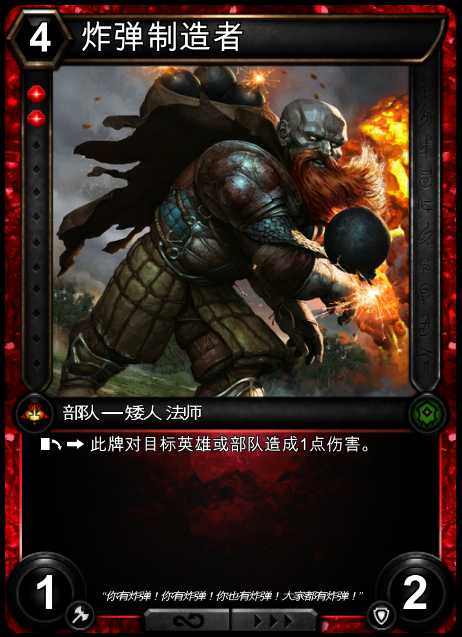 4 炸弹制造者
部队 — 矮人 法师
此牌对目标英雄或部队造成1点伤害。
“你有炸弹！你有炸弹！你也有炸弹！大家都有炸弹！”
1
2